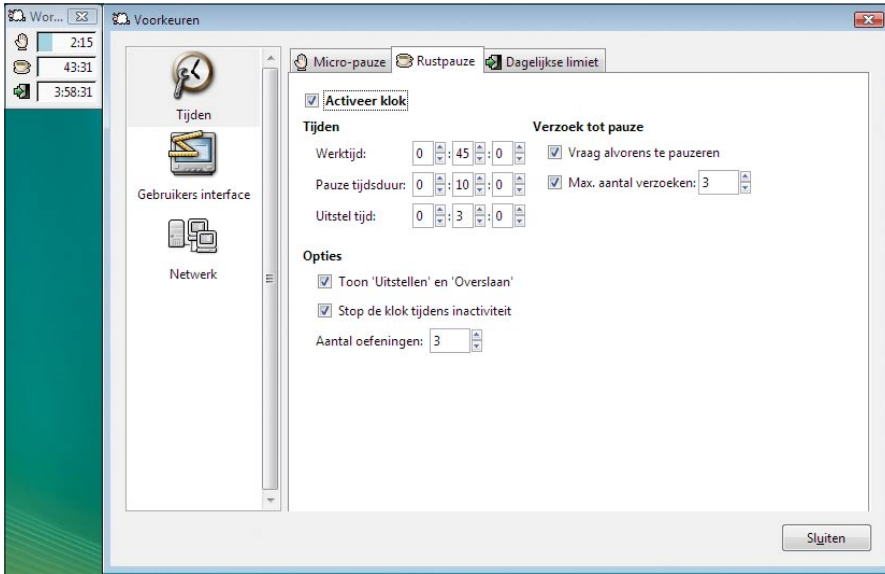 Wor...
2:15
43:31
3:58:31
Voorkeuren
Tijden
Gebruikers interface
Netwerk
Micro-pauze Rustpauze Dagelijkse limiet
Activeer klok
Tijden
Werktijd: 0 : 45 : 0
Pauze tijdsduur: 0 : 10 : 0
Uitstel tijd: 0 : 3 : 0
Verzoek tot pauze
Vraag alvorens te pauzeren
Max. aantal verzoeken: 3
Opties
Toon 'Uitstellen' en 'Overslaan'
Stop de klok tijdens inactiviteit
Aantal oefeningen: 3
Sluiten